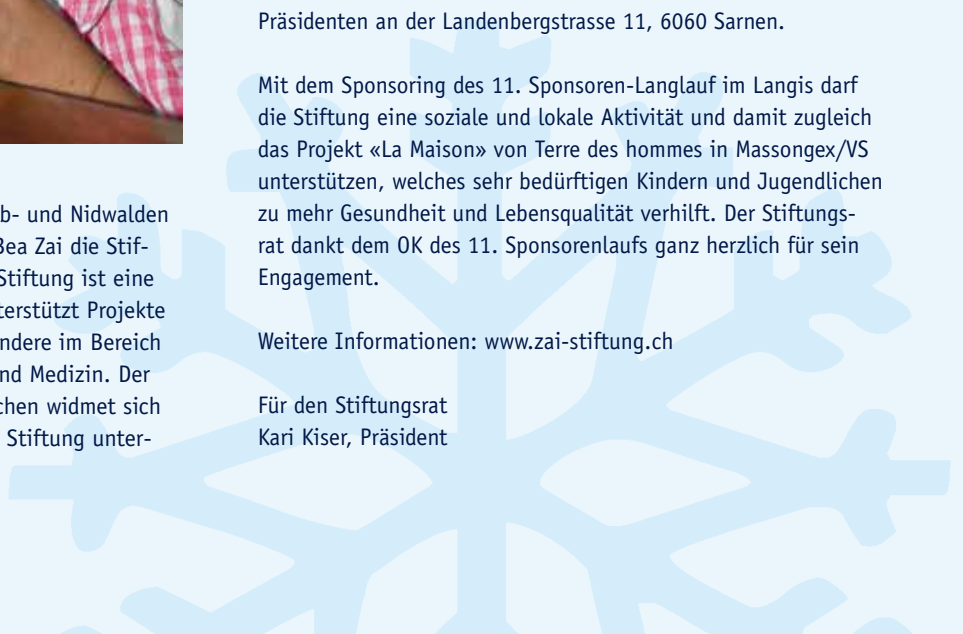 b- und Nidwalden
Bea Zai die Stif-
Stiftung ist eine
terstützt Projekte
ndere im Bereich
nd Medizin. Der
chen widmet sich
Stiftung unter-
Präsidenten an der Landenbergstrasse 11, 6060 Sarnen.
Mit dem Sponsoring des 11. Sponsoren-Langlauf im Langis darf
die Stiftung eine soziale und lokale Aktivität und damit zugleich
das Projekt «La Maison» von Terre des hommes in Massongex/VS
unterstützen, welches sehr bedürftigen Kindern und Jugendlichen
zu mehr Gesundheit und Lebensqualität verhilft. Der Stiftungs-
rat dankt dem OK des 11. Sponsorenlaufs ganz herzlich für sein
Engagement.
Weitere Informationen: www.zai-stiftung.ch
Für den Stiftungsrat
Kari Kiser, Präsident